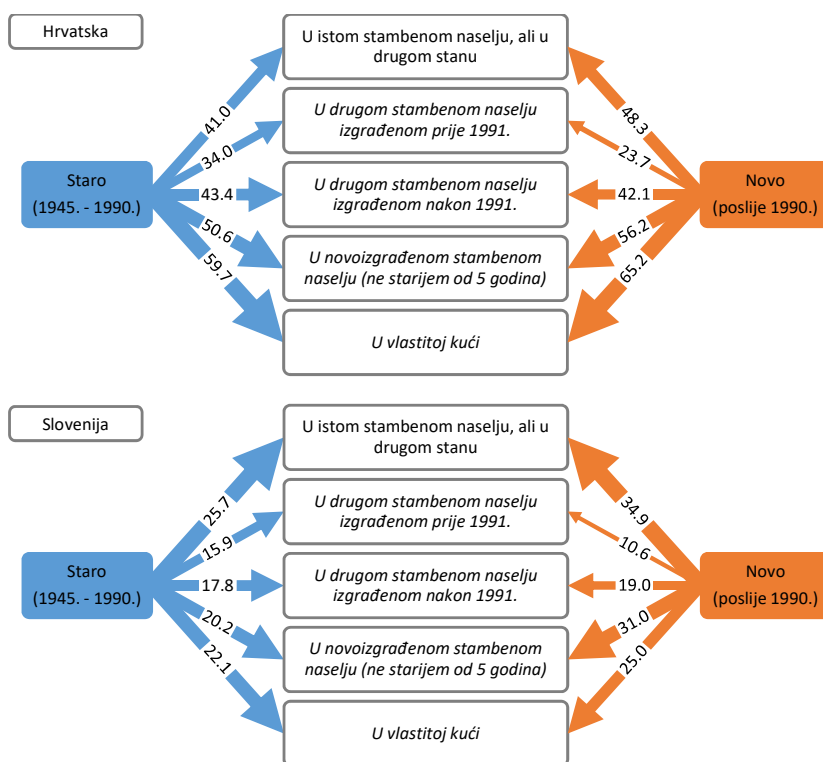 Hrvatska
U istom stambenom naselju, ali u
drugom stanu
41.0
48.3
U drugom stambenom naselju
izgrađenom prije 1991.
34.0
23.7
Staro
(1945. - 1990.)
43.4
U drugom stambenom naselju
izgrađenom nakon 1991.
42.1
Novo
(poslije 1990.)
50.6
56.2
U novoizgrađenom stambenom
naselju (ne starijem od 5 godina)
59.7
65.2
U vlastitoj kući
Slovenija
U istom stambenom naselju, ali u
drugom stanu
25.7
34.9
U drugom stambenom naselju
izgrađenom prije 1991.
15.9
10.6
Staro
(1945. - 1990.)
17.8
U drugom stambenom naselju
izgrađenom nakon 1991.
19.0
Novo
(poslije 1990.)
20.2
31.0
U novoizgrađenom stambenom
naselju (ne starijem od 5 godina)
22.1
25.0
U vlastitoj kući